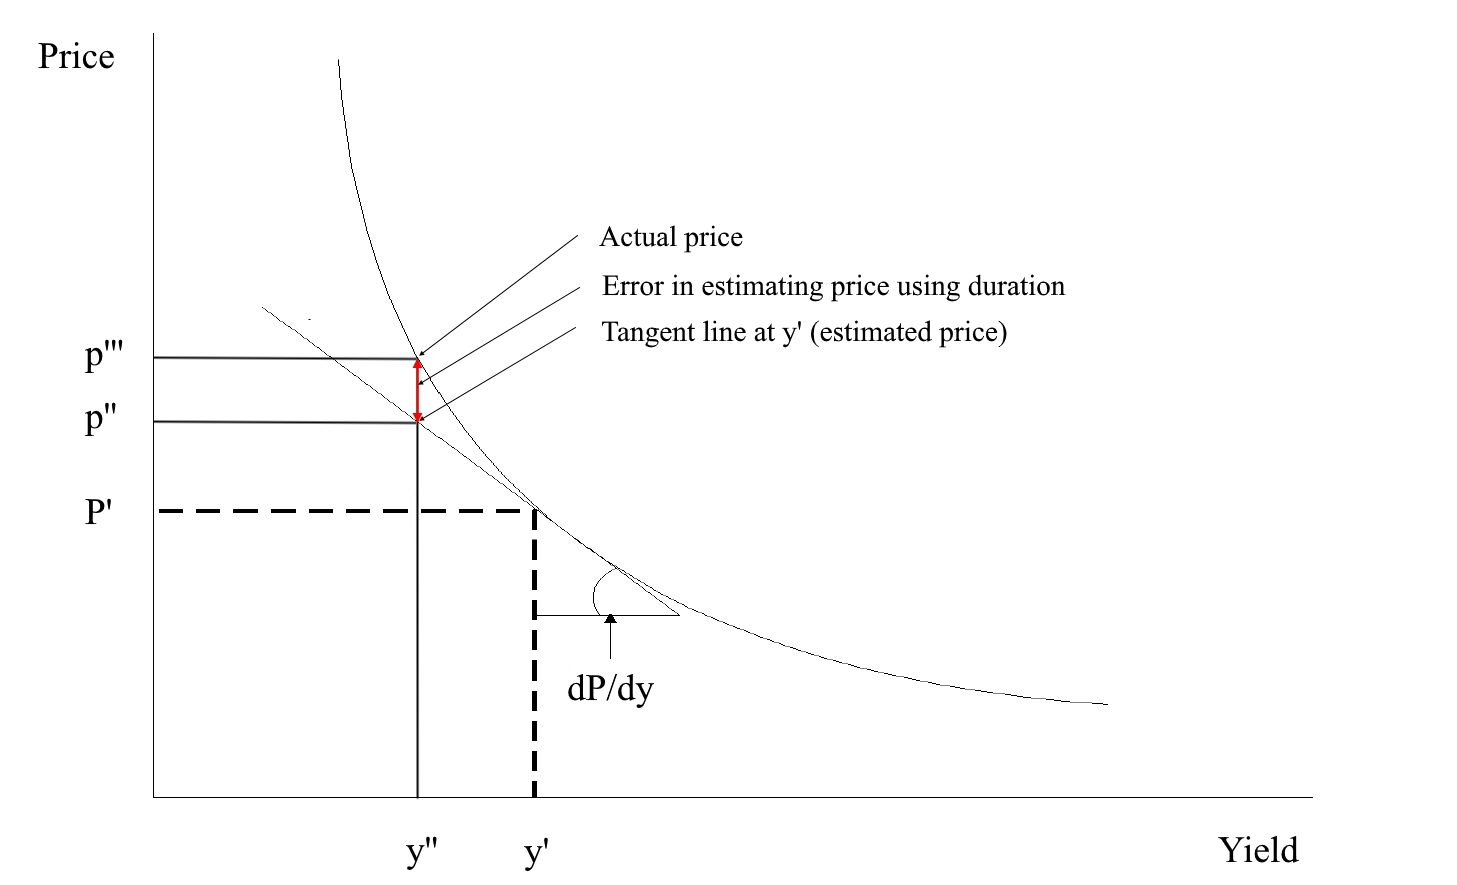 Price
Actual price
Error in estimating price using duration
Tangent line at y' (estimated price)
p'''
p''
P'
dP/dy
y''
y'
Yield